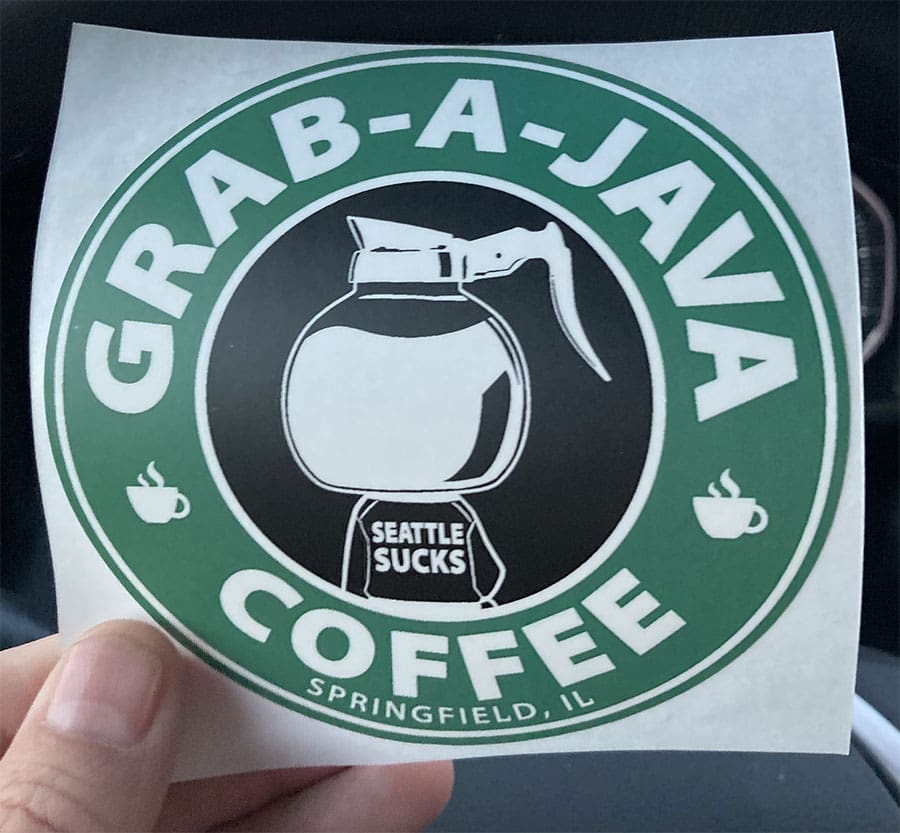 GRAB-A-JAVA
SEATTLE
SUCKS
COFFEE
SPRINGFIELD, IL